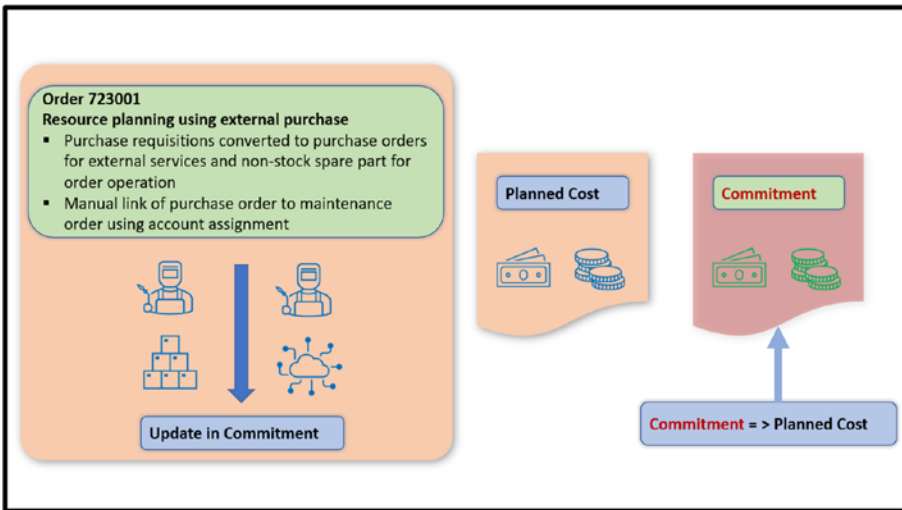 Order 723001
Resource planning using external purchase
▪ Purchase requisitions converted to purchase orders
for external services and non-stock spare part for
order operation
▪ Manual link of purchase order to maintenance
order using account assignment
Update in Commitment
Planned Cost
Commitment
Commitment = > Planned Cost